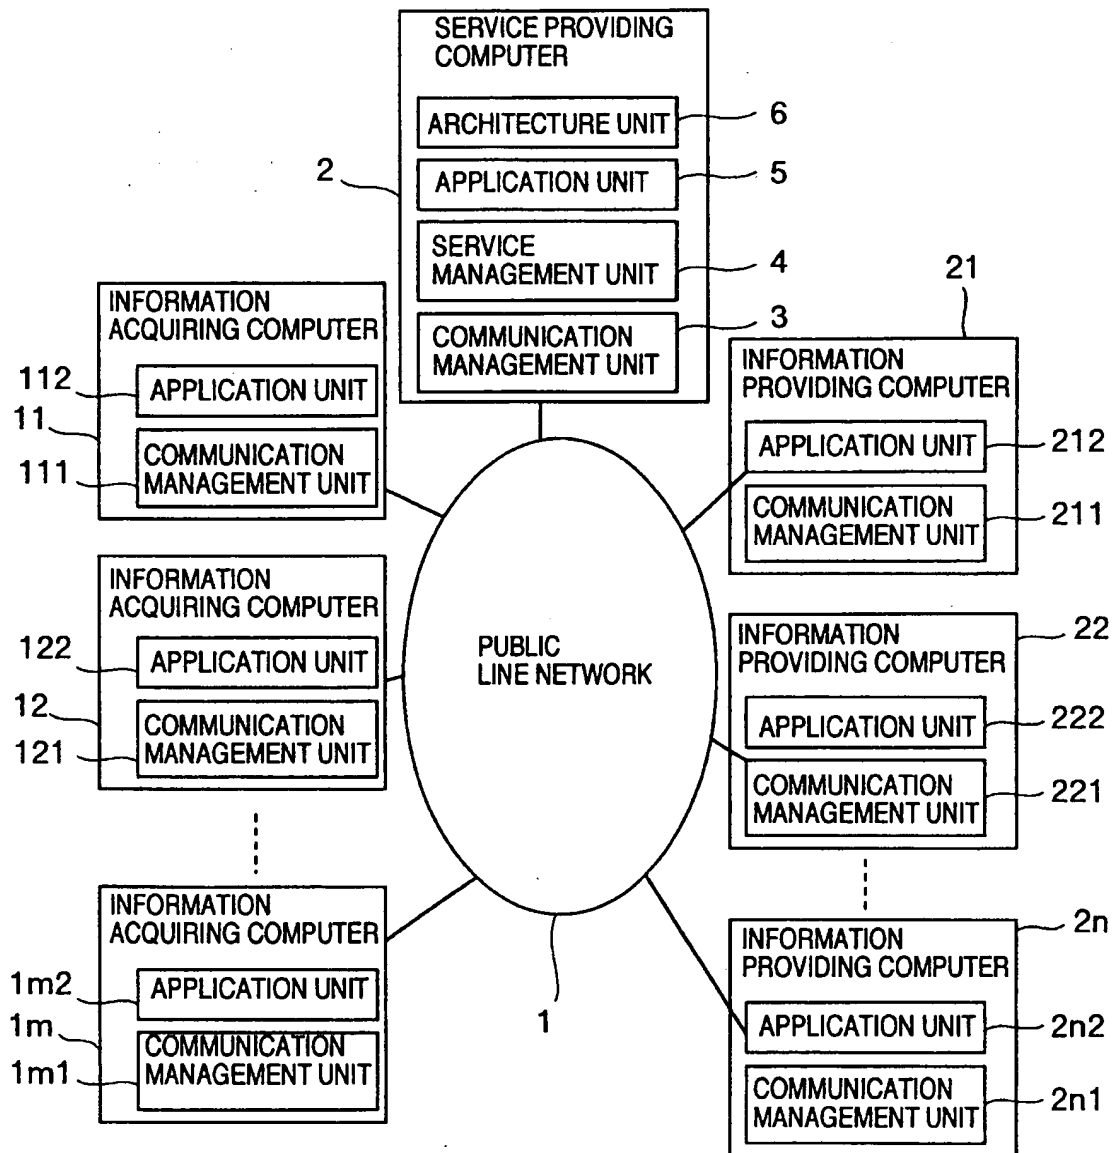 SERVICE PROVIDING
COMPUTER
ARCHITECTURE UNIT
6
APPLICATION UNIT
5
2
SERVICE
MANAGEMENT UNIT
4
COMMUNICATION
MANAGEMENT UNIT
3
INFORMATION
ACQUIRING COMPUTER
112
APPLICATION UNIT
11
111
COMMUNICATION
MANAGEMENT UNIT
INFORMATION
ACQUIRING COMPUTER
122
APPLICATION UNIT
12
121
COMMUNICATION
MANAGEMENT UNIT
INFORMATION
ACQUIRING COMPUTER
1m2
APPLICATION UNIT
1m
1m1
COMMUNICATION
MANAGEMENT UNIT
PUBLIC
LINE NETWORK
1
21
INFORMATION
PROVIDING COMPUTER
APPLICATION UNIT
212
COMMUNICATION
MANAGEMENT UNIT
211
INFORMATION
PROVIDING COMPUTER
22
APPLICATION UNIT
222
COMMUNICATION
MANAGEMENT UNIT
221
INFORMATION
PROVIDING COMPUTER
2n
APPLICATION UNIT
2n2
COMMUNICATION
MANAGEMENT UNIT
2n1